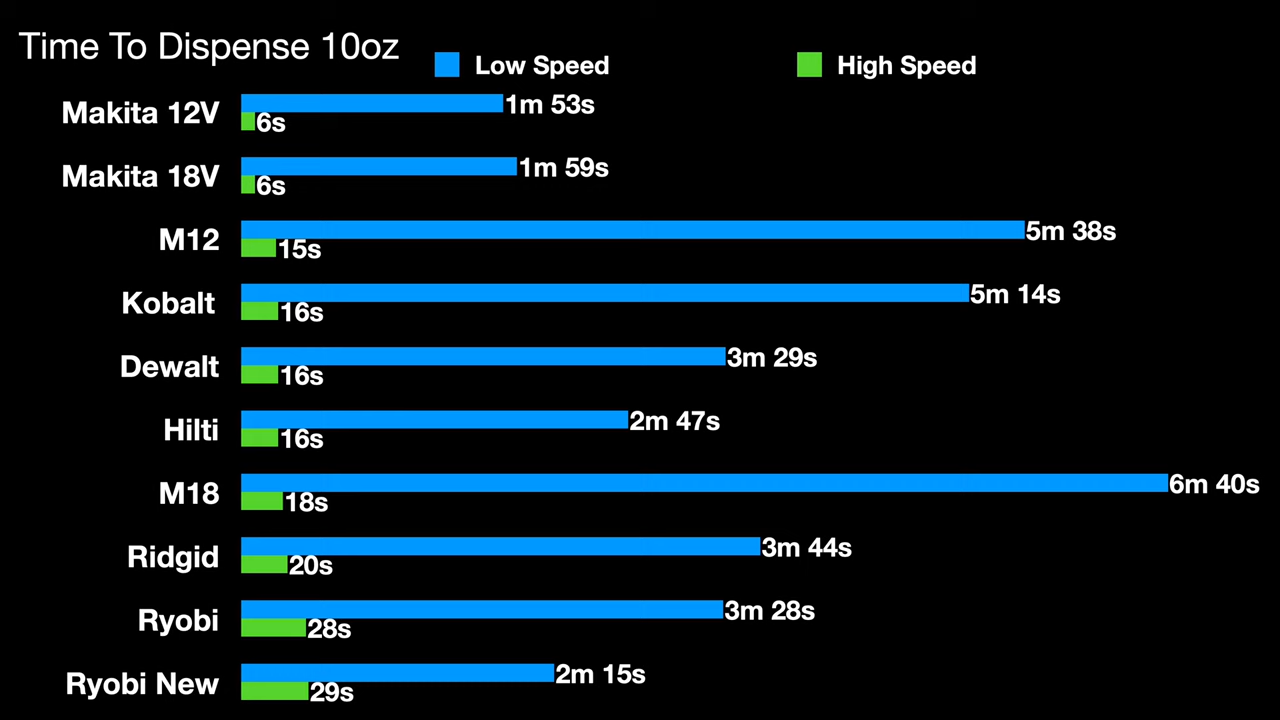 Time To Dispense 10oz
Low Speed
High Speed
Makita 12V
1m 53s
6s
Makita 18V
1m 59s
6s
M12
5m 38s
15s
Kobalt
5m 14s
16s
Dewalt
3m 29s
16s
Hilti
2m 47s
16s
M18
6m 40s
18s
Ridgid
3m 44s
20s
Ryobi
3m 28s
28s
Ryobi New
2m 15s
29s